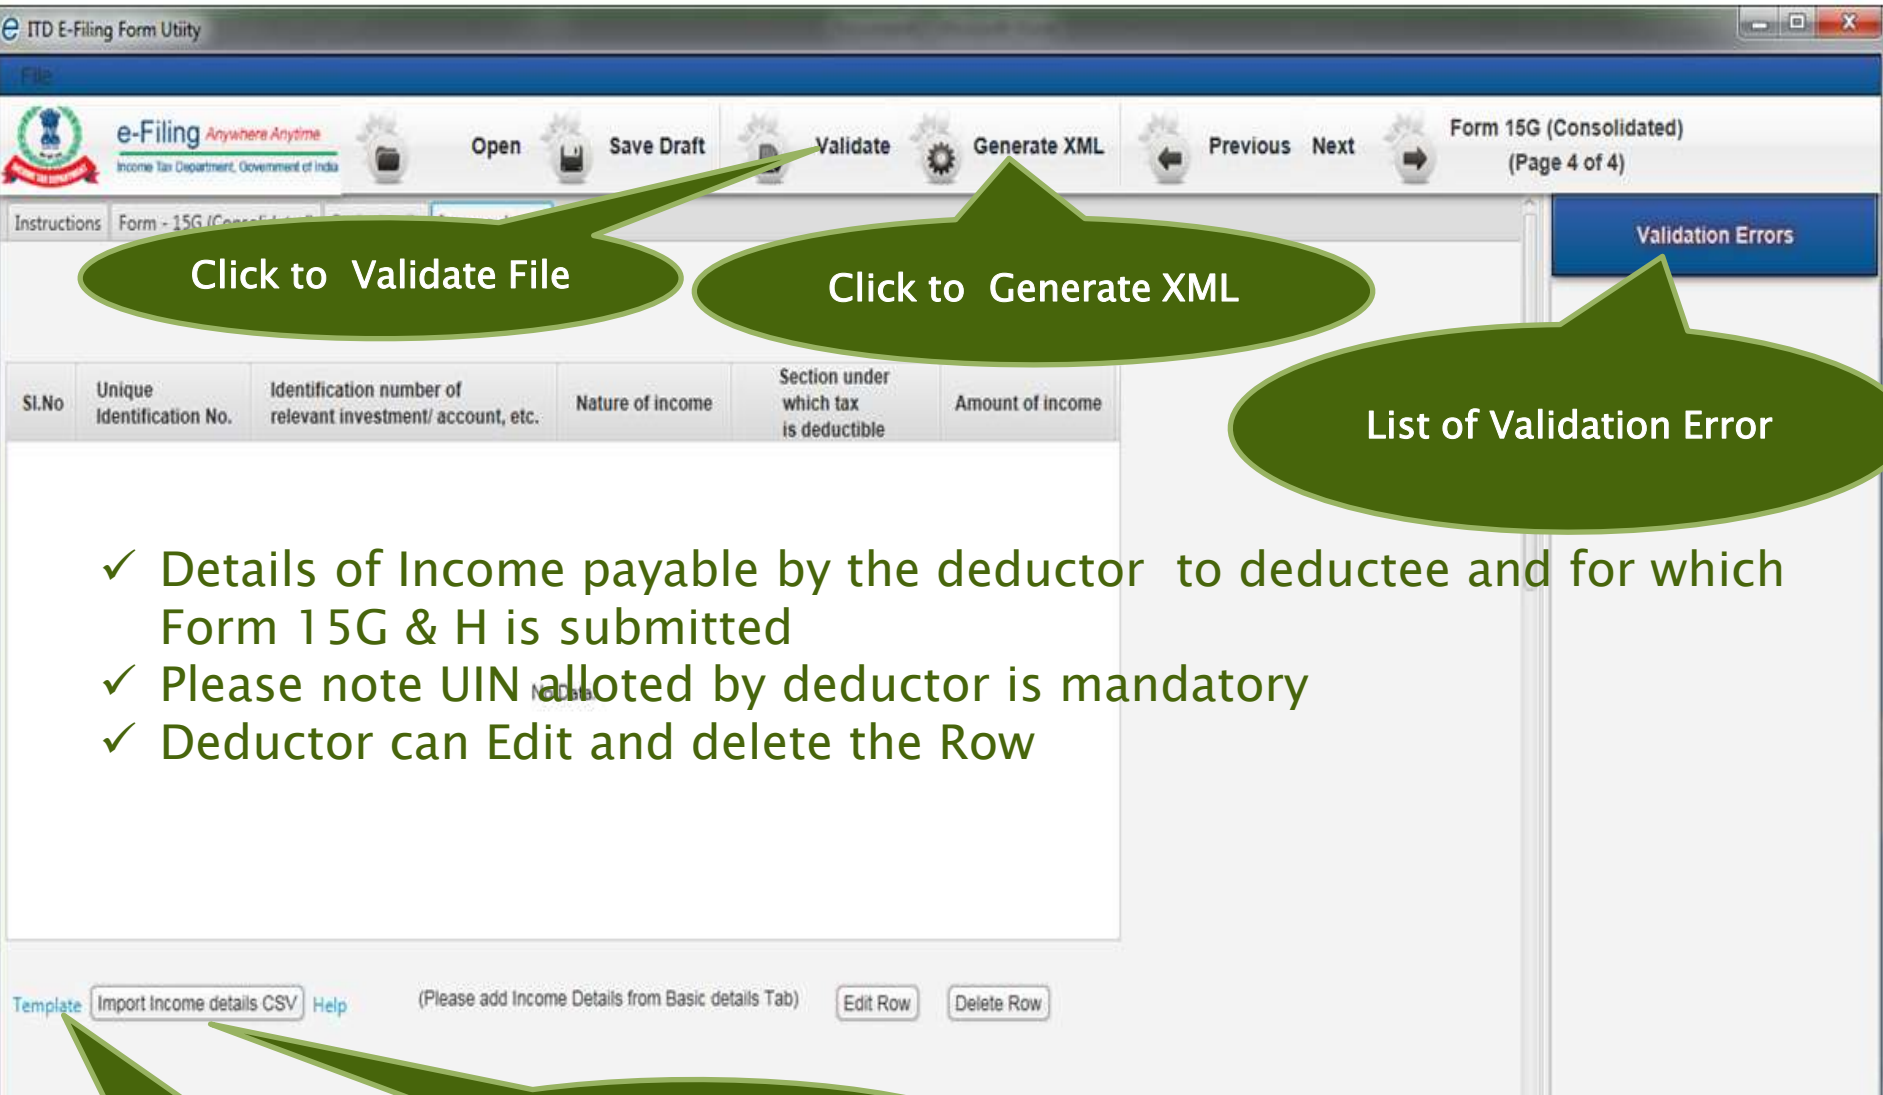 ITD E-Filing Form Utiity
File
e-Filing Anywhere Anytime
Income Tax Department, Government of India
Open
Save Draft
Validate
Generate XML
Previous
Next
Form 15G (Consolidated)
(Page 4 of 4)
Instructions
Form - 15G
Validation Errors
Click to Validate File
Click to Generate XML
List of Validation Error
Sl.No
Unique
Identification No.
Identification number of
relevant investment/ account, etc.
Nature of income
Section under
which tax
is deductible
Amount of income
✓ Details of Income payable by the deductor to deductee and for which
Form 15G & H is submitted
✓ Please note UIN alloted by deductor is mandatory
No Data
✓ Deductor can Edit and delete the Row
Template
Import Income details CSV
Help
(Please add Income Details from Basic details Tab)
Edit Row
Delete Row